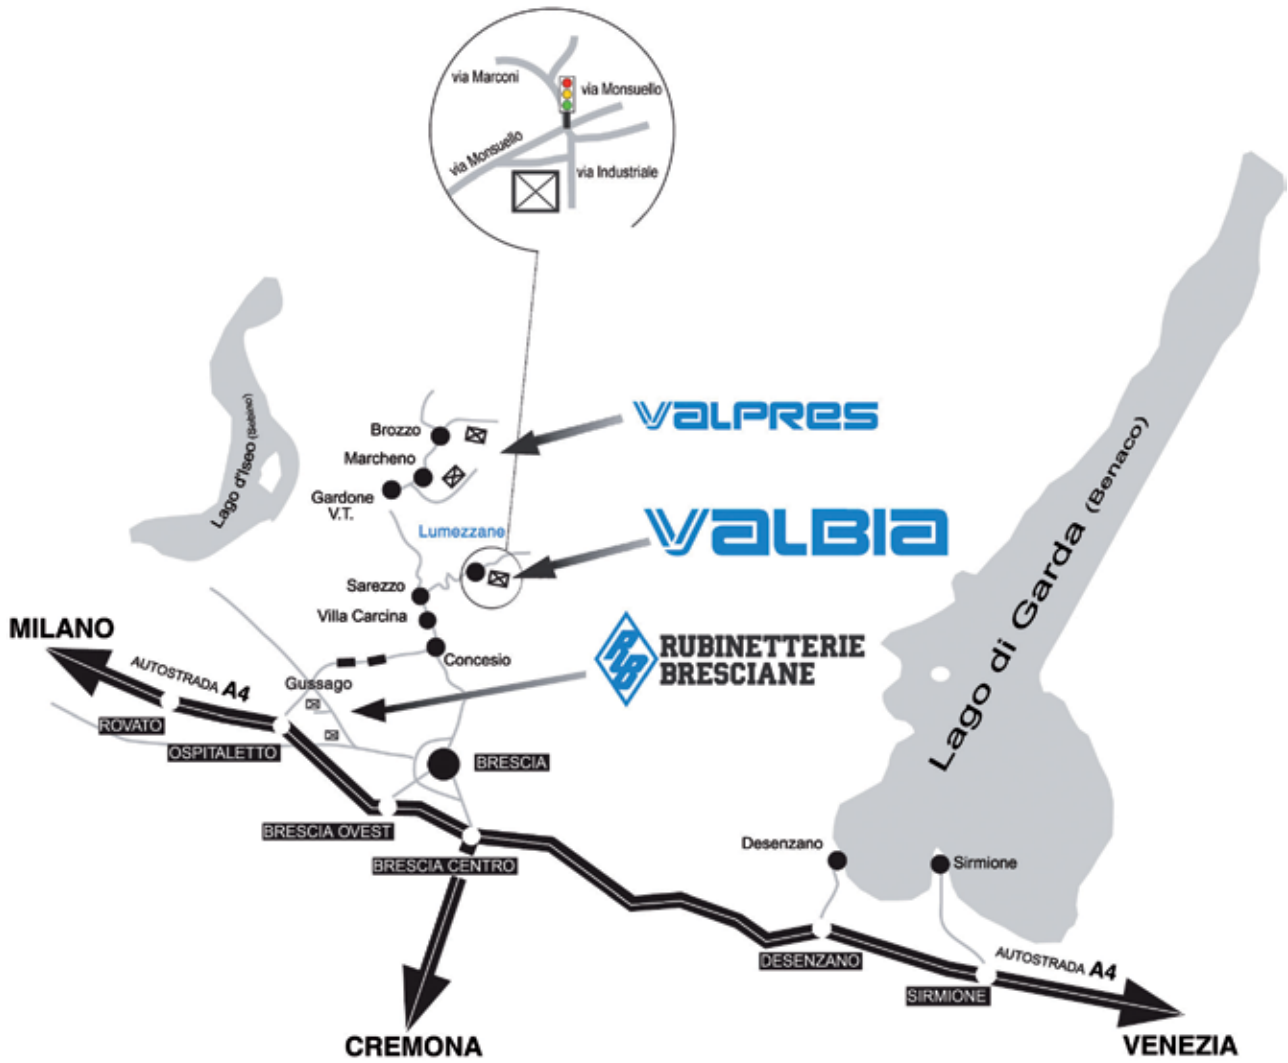 via Marconi
via Monsuello
via Monsuello
via Industriale
Lago d'Iseo (Sebino)
VALPRES
Brozzo
Marcheno
Gardone
V.T.
Lumezzane
VALBIA
Sarezzo
Villa Carcina
Concesio
RSB
RUBINETTERIE
BRESCIANE
Lago di Garda (Benaco)
MILANO
AUTOSTRADA A4
Gussago
ROVATO
OSPITALETTO
BRESCIA
BRESCIA OVEST
BRESCIA CENTRO
Desenzano
Sirmione
DESENZANO
AUTOSTRADA A4
SIRMIONE
CREMONA
VENEZIA